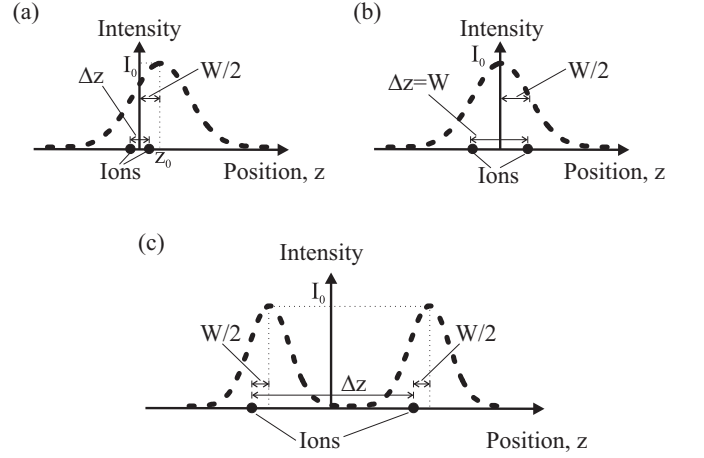 (a)
Intensity
I₀
W/2
Δz
z₀
Ions
Position, z
(b)
Intensity
I₀
W/2
Δz=W
Ions
Position, z
(c)
Intensity
I₀
W/2
W/2
Δz
Ions
Position, z